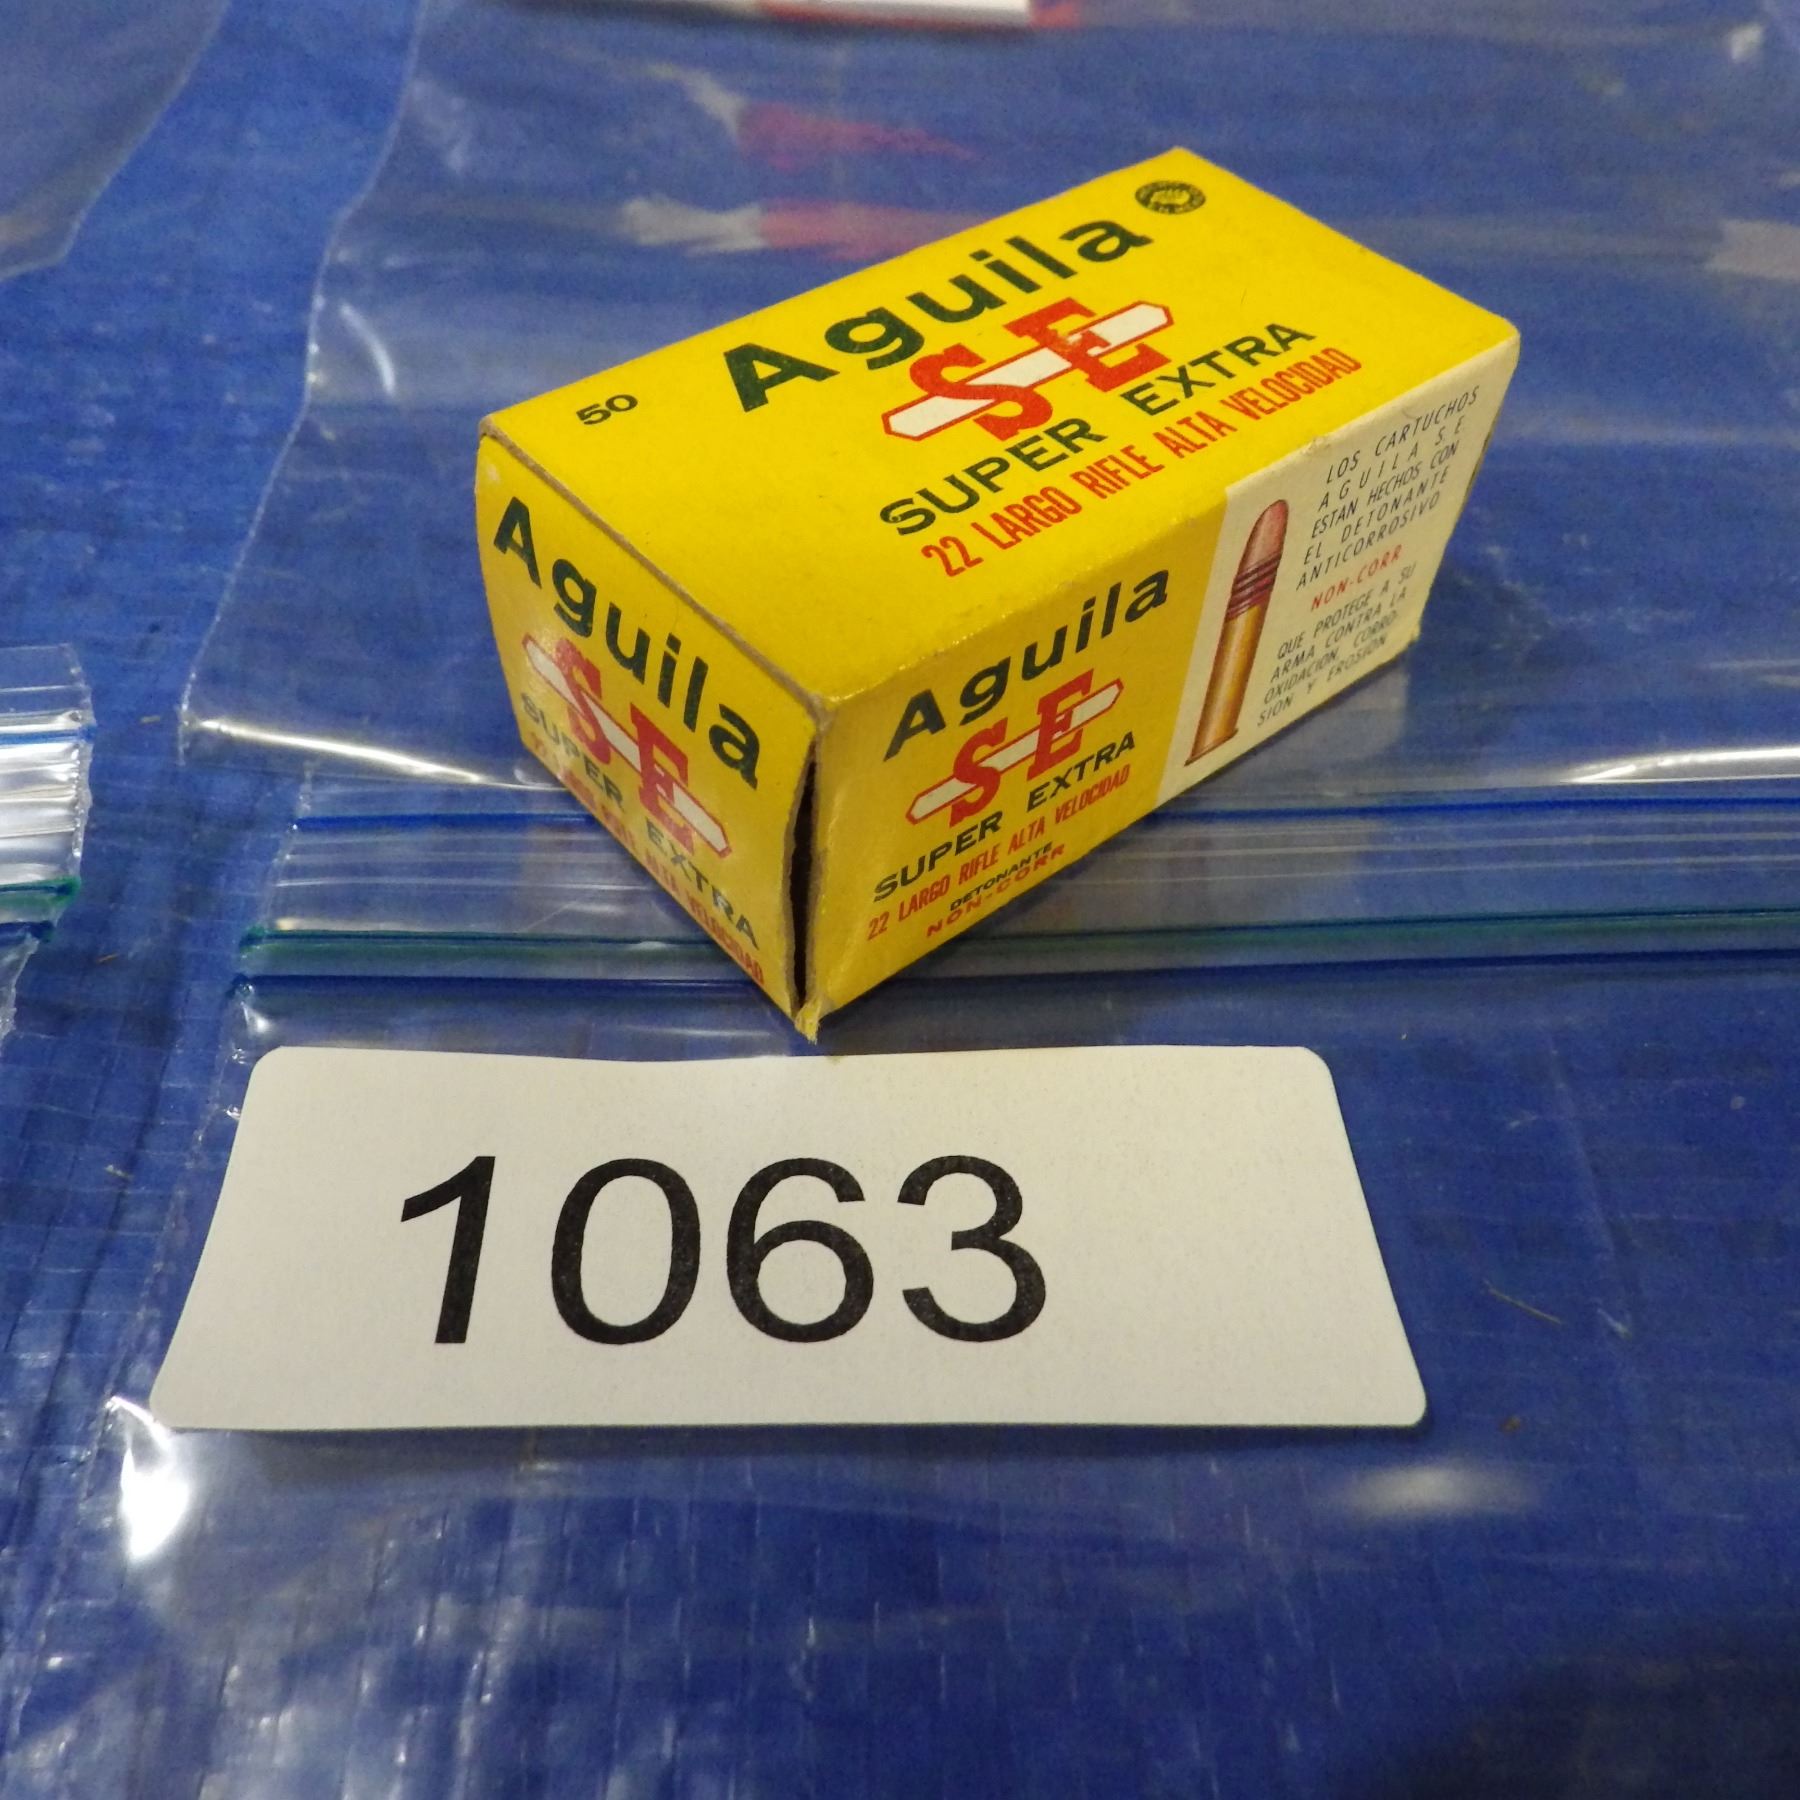 50
Aguila
S-E
SUPER EXTRA
22 LARGO RIFLE ALTA VELOCIDAD
Aguila
SE
SUPER EXTRA
ALTA VELOCIDAD
Aguila
S-E
SUPER EXTRA
22 LARGO RIFLE ALTA VELOCIDAD
DETONANTE
NON-CORR
LOS CARTUCHOS
AGUILA S.E.
ESTAN HECHOS CON
EL DETONANTE
ANTICORROSIVO
NON-CORR
QUE PROTEGE A SU
ARMA CONTRA LA
OXIDACION, CORRO-
SION Y EROSION
1063